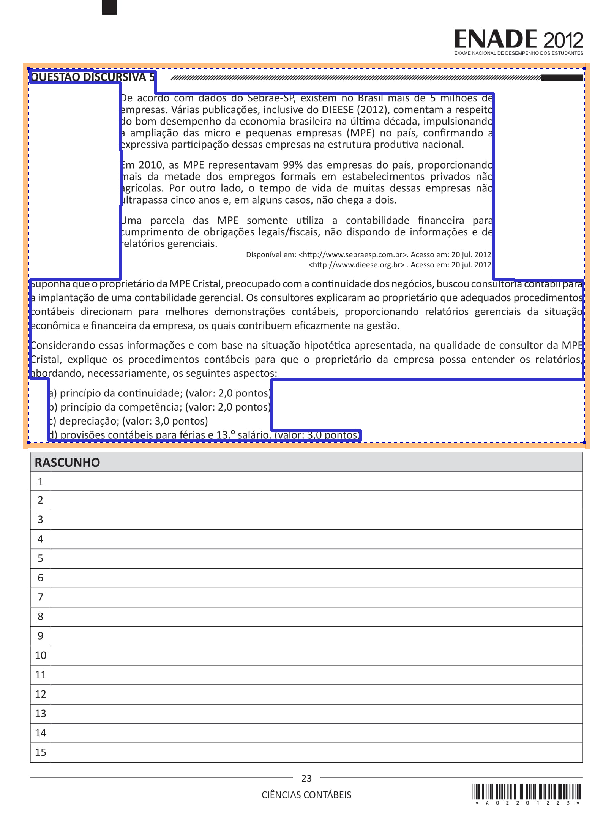 ENADE 2012
EXAME NACIONAL DE DESEMPENHO DOS ESTUDANTES
QUESTÃO DISCURSIVA 5
De acordo com dados do Sebrae-SP, existem no Brasil mais de 5 milhões de
empresas. Várias publicações, inclusive do DIEESE (2012), comentam a respeito
do bom desempenho da economia brasileira na última década, impulsionando
a ampliação das micro e pequenas empresas (MPE) no país, confirmando a
expressiva participação dessas empresas na estrutura produtiva nacional.
Em 2010, as MPE representavam 99% das empresas do país, proporcionando
mais da metade dos empregos formais em estabelecimentos privados não
agrícolas. Por outro lado, o tempo de vida de muitas dessas empresas não
ultrapassa cinco anos e, em alguns casos, não chega a dois.
Uma parcela das MPE somente utiliza a contabilidade financeira para
cumprimento de obrigações legais/fiscais, não dispondo de informações e de
relatórios gerenciais.
Disponível em: <http://www.sebraesp.com.br>. Acesso em: 20 jul. 2012.
<http://www.dieese.org.br>. Acesso em: 20 jul. 2012.
Suponha que o proprietário da MPE Cristal, preocupado com a continuidade dos negócios, buscou consultoria contábil para
a implantação de uma contabilidade gerencial. Os consultores explicaram ao proprietário que adequados procedimentos
contábeis direcionam para melhores demonstrações contábeis, proporcionando relatórios gerenciais da situação
econômica e financeira da empresa, os quais contribuem eficazmente na gestão.
Considerando essas informações e com base na situação hipotética apresentada, na qualidade de consultor da MPE
Cristal, explique os procedimentos contábeis para que o proprietário da empresa possa entender os relatórios,
abordando, necessariamente, os seguintes aspectos:
a) princípio da continuidade; (valor: 2,0 pontos)
b) princípio da competência; (valor: 2,0 pontos)
c) depreciação; (valor: 3,0 pontos)
d) provisões contábeis para férias e 13.º salário. (valor: 3,0 pontos)
RASCUNHO
1
2
3
4
5
6
7
8
9
10
11
12
13
14
15
23
CIÊNCIAS CONTÁBEIS
*A02201223*